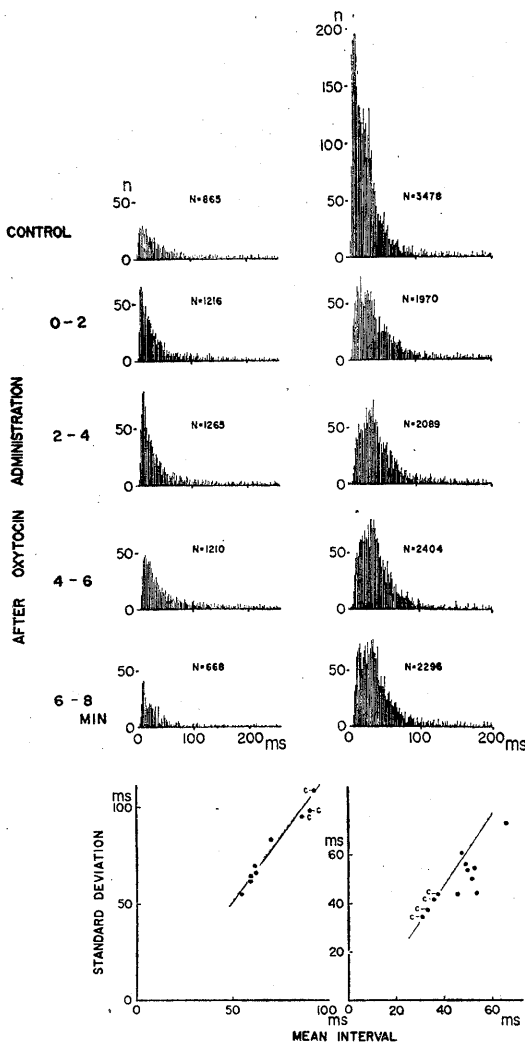 n
200
150
100
50
0
N=3478
n
50
0
N=865
CONTROL
50
0
N=1216
50
0
N=1970
0-2
50
0
N=1265
50
0
N=2089
2-4
50
0
N=1210
50
0
N=2404
4-6
50
0
N=668
50
0
N=2296
6-8
MIN
AFTER OXYTOCIN ADMINISTRATION
0 100 200 ms
0 100 200 ms
ms
100
50
0
C
C
C
50 100
ms
ms
60
40
20
C
C
C
C
0 20 40 60
ms
STANDARD DEVIATION
MEAN INTERVAL